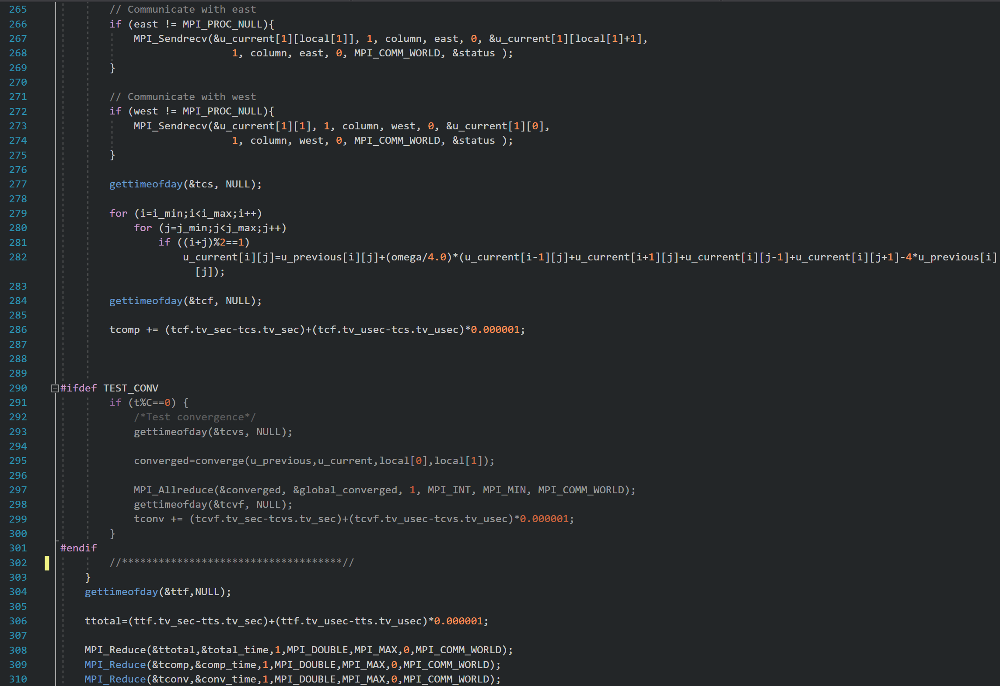 265 // Communicate with east
266 if (east != MPI_PROC_NULL){
267 MPI_Sendrecv(&u_current[1][local[1]], 1, column, east, 0, &u_current[1][local[1]+1],
268 1, column, east, 0, MPI_COMM_WORLD, &status );
269 }
270
271 // Communicate with west
272 if (west != MPI_PROC_NULL){
273 MPI_Sendrecv(&u_current[1][1], 1, column, west, 0, &u_current[1][0],
274 1, column, west, 0, MPI_COMM_WORLD, &status );
275 }
276
277 gettimeofday(&tcs, NULL);
278
279 for (i=i_min;i<i_max;i++)
280 for (j=j_min;j<j_max;j++)
281 if ((i+j)%2==1)
282 u_current[i][j]=u_previous[i][j]+(omega/4.0)*(u_current[i-1][j]+u_current[i+1][j]+u_current[i][j-1]+u_current[i][j+1]-4*u_previous[i]
[j]);
283
284 gettimeofday(&tcf, NULL);
285
286 tcomp += (tcf.tv_sec-tcs.tv_sec)+(tcf.tv_usec-tcs.tv_usec)*0.000001;
287
288
289
290 #ifdef TEST_CONV
291 if (t%C==0) {
292 /*Test convergence*/
293 gettimeofday(&tcvs, NULL);
294
295 converged=converge(u_previous,u_current,local[0],local[1]);
296
297 MPI_Allreduce(&converged, &global_converged, 1, MPI_INT, MPI_MIN, MPI_COMM_WORLD);
298 gettimeofday(&tcvf, NULL);
299 tconv += (tcvf.tv_sec-tcvs.tv_sec)+(tcvf.tv_usec-tcvs.tv_usec)*0.000001;
300 }
301 #endif
302 //************************************//
303 }
304 gettimeofday(&ttf,NULL);
305
306 ttotal=(ttf.tv_sec-tts.tv_sec)+(ttf.tv_usec-tts.tv_usec)*0.000001;
307
308 MPI_Reduce(&ttotal,&total_time,1,MPI_DOUBLE,MPI_MAX,0,MPI_COMM_WORLD);
309 MPI_Reduce(&tcomp,&comp_time,1,MPI_DOUBLE,MPI_MAX,0,MPI_COMM_WORLD);
310 MPI_Reduce(&tconv,&conv_time,1,MPI_DOUBLE,MPI_MAX,0,MPI_COMM_WORLD);